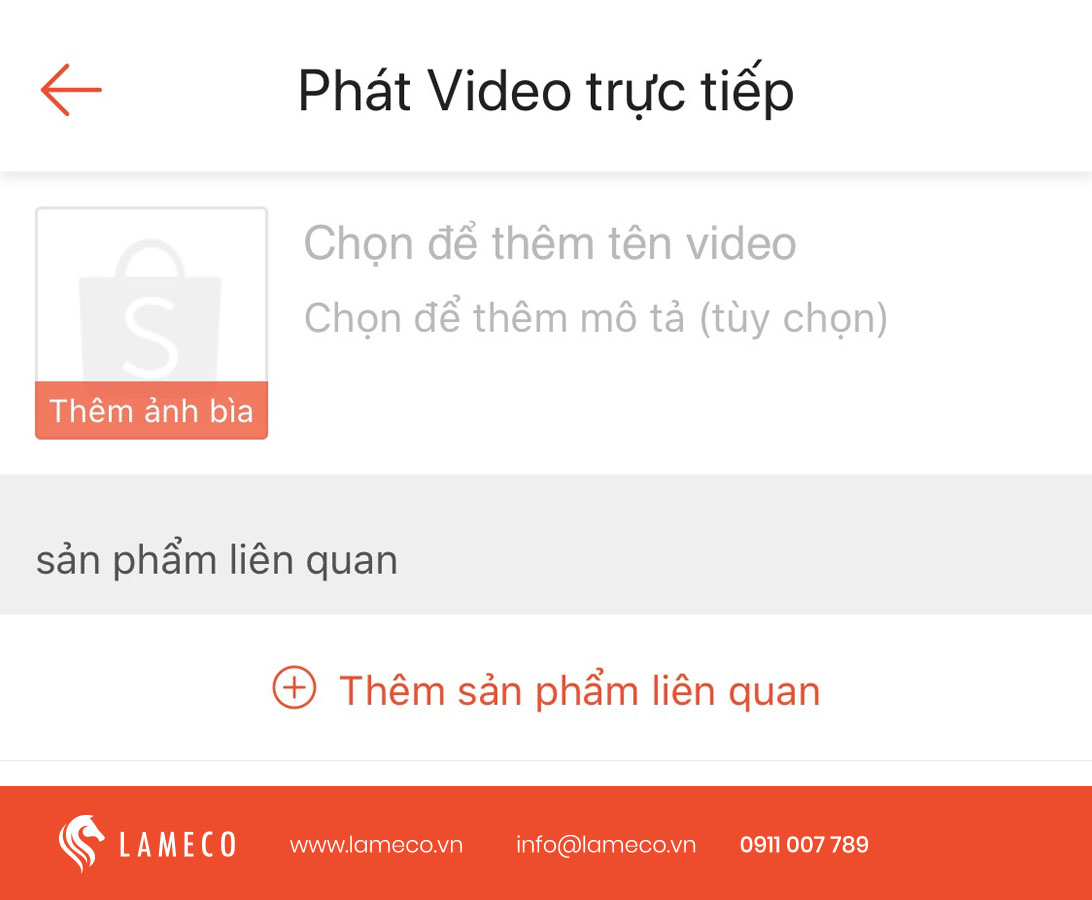 Phát Video trực tiếp
Chọn để thêm tên video
Chọn để thêm mô tả (tùy chọn)
S
Thêm ảnh bìa
sản phẩm liên quan
Thêm sản phẩm liên quan
LAMECO www.lameco.vn info@lameco.vn 0911 007 789